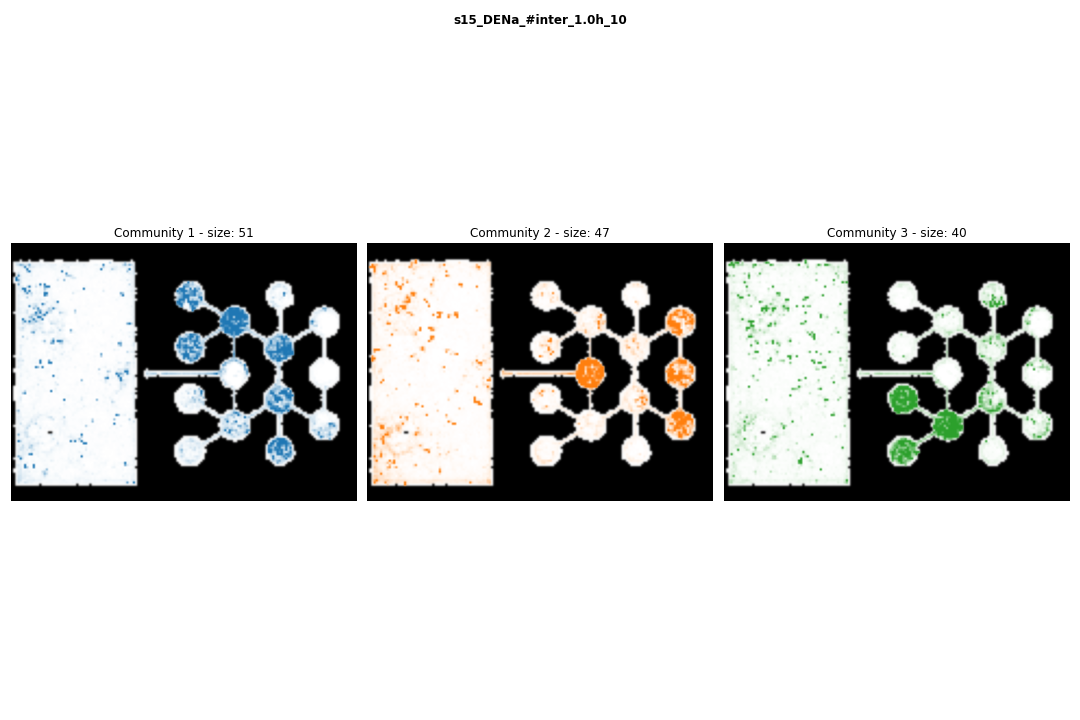 s15_DENa_#inter_1.0h_10
Community 1 - size: 51
Community 2 - size: 47
Community 3 - size: 40